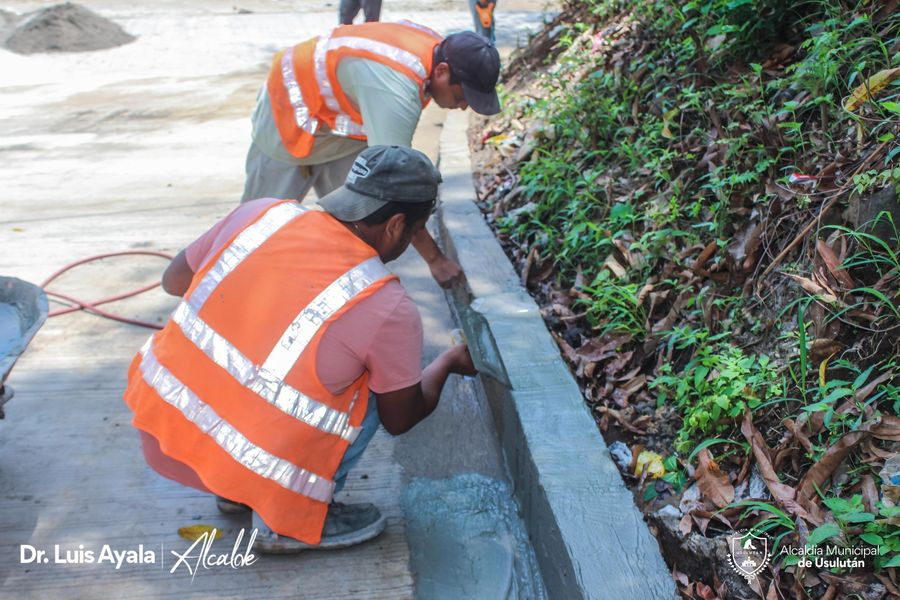 Dr. Luis Ayala | Alcalde
Alcaldía Municipal
de Usulután